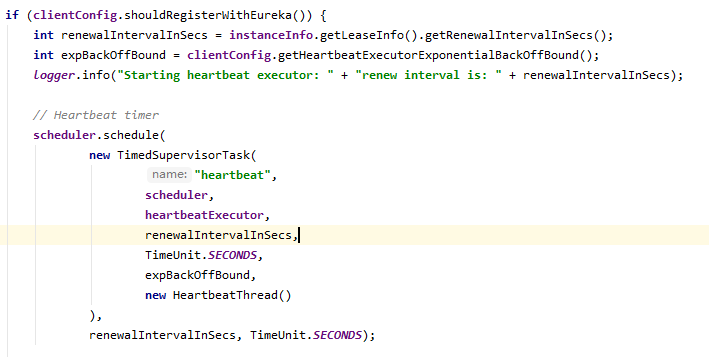 if (clientConfig.shouldRegisterWithEureka()) {
int renewalIntervalInSecs = instanceInfo.getLeaseInfo().getRenewalIntervalInSecs();
int expBackOffBound = clientConfig.getHeartbeatExecutorExponentialBackOffBound();
logger.info("Starting heartbeat executor: " + "renew interval is: " + renewalIntervalInSecs);
// Heartbeat timer
scheduler.schedule(
new TimedSupervisorTask(
name: "heartbeat",
scheduler,
heartbeatExecutor,
renewalIntervalInSecs,
TimeUnit.SECONDS,
expBackOffBound,
new HeartbeatThread()
),
renewalIntervalInSecs, TimeUnit.SECONDS);